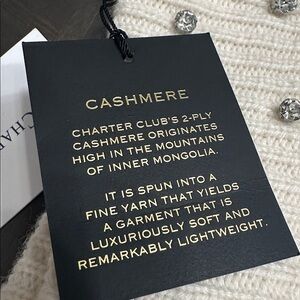 CHAR
CASHMERE
CHARTER CLUB'S 2-PLY
CASHMERE ORIGINATES
HIGH IN THE MOUNTAINS
OF INNER MONGOLIA.
IT IS SPUN INTO A
FINE YARN THAT YIELDS
A GARMENT THAT IS
LUXURIOUSLY SOFT AND
REMARKABLY LIGHTWEIGHT.